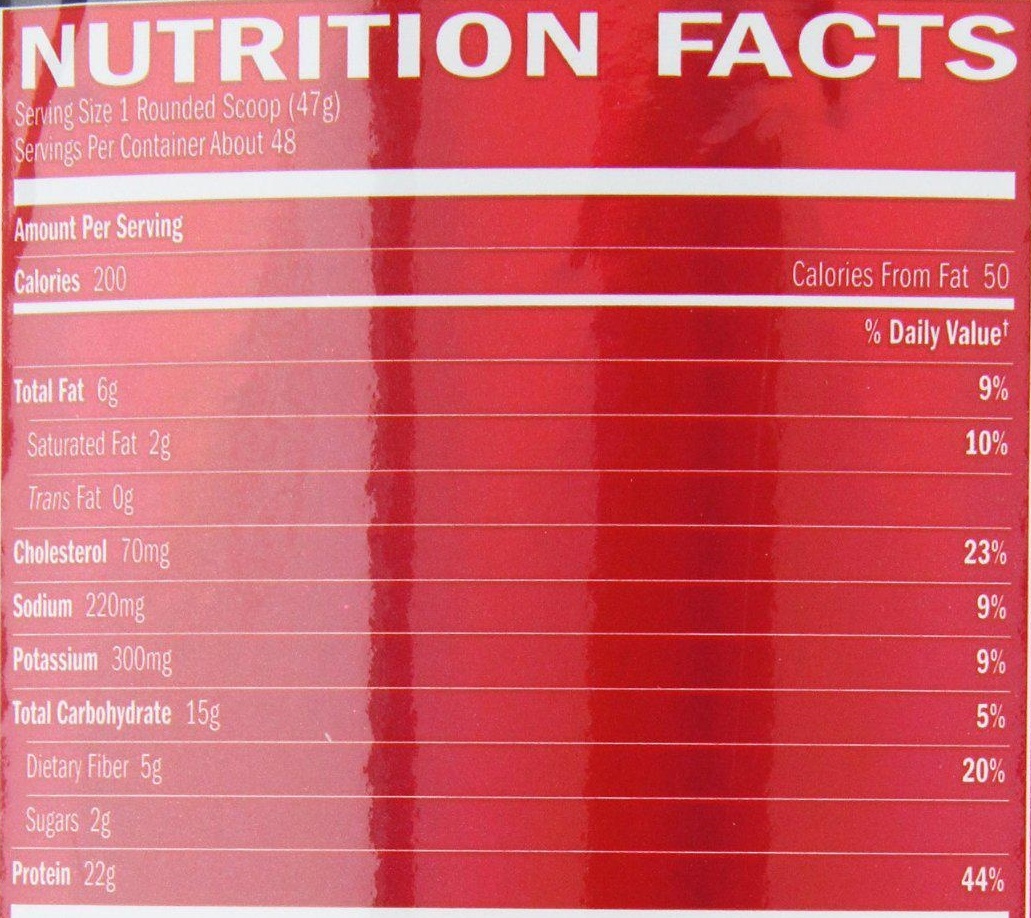 NUTRITION FACTS
Serving Size 1 Rounded Scoop (47g)
Servings Per Container About 48
Amount Per Serving
Calories 200 Calories From Fat 50
% Daily Value†
Total Fat 6g 9%
Saturated Fat 2g 10%
Trans Fat 0g
Cholesterol 70mg 23%
Sodium 220mg 9%
Potassium 300mg 9%
Total Carbohydrate 15g 5%
Dietary Fiber 5g 20%
Sugars 2g
Protein 22g 44%